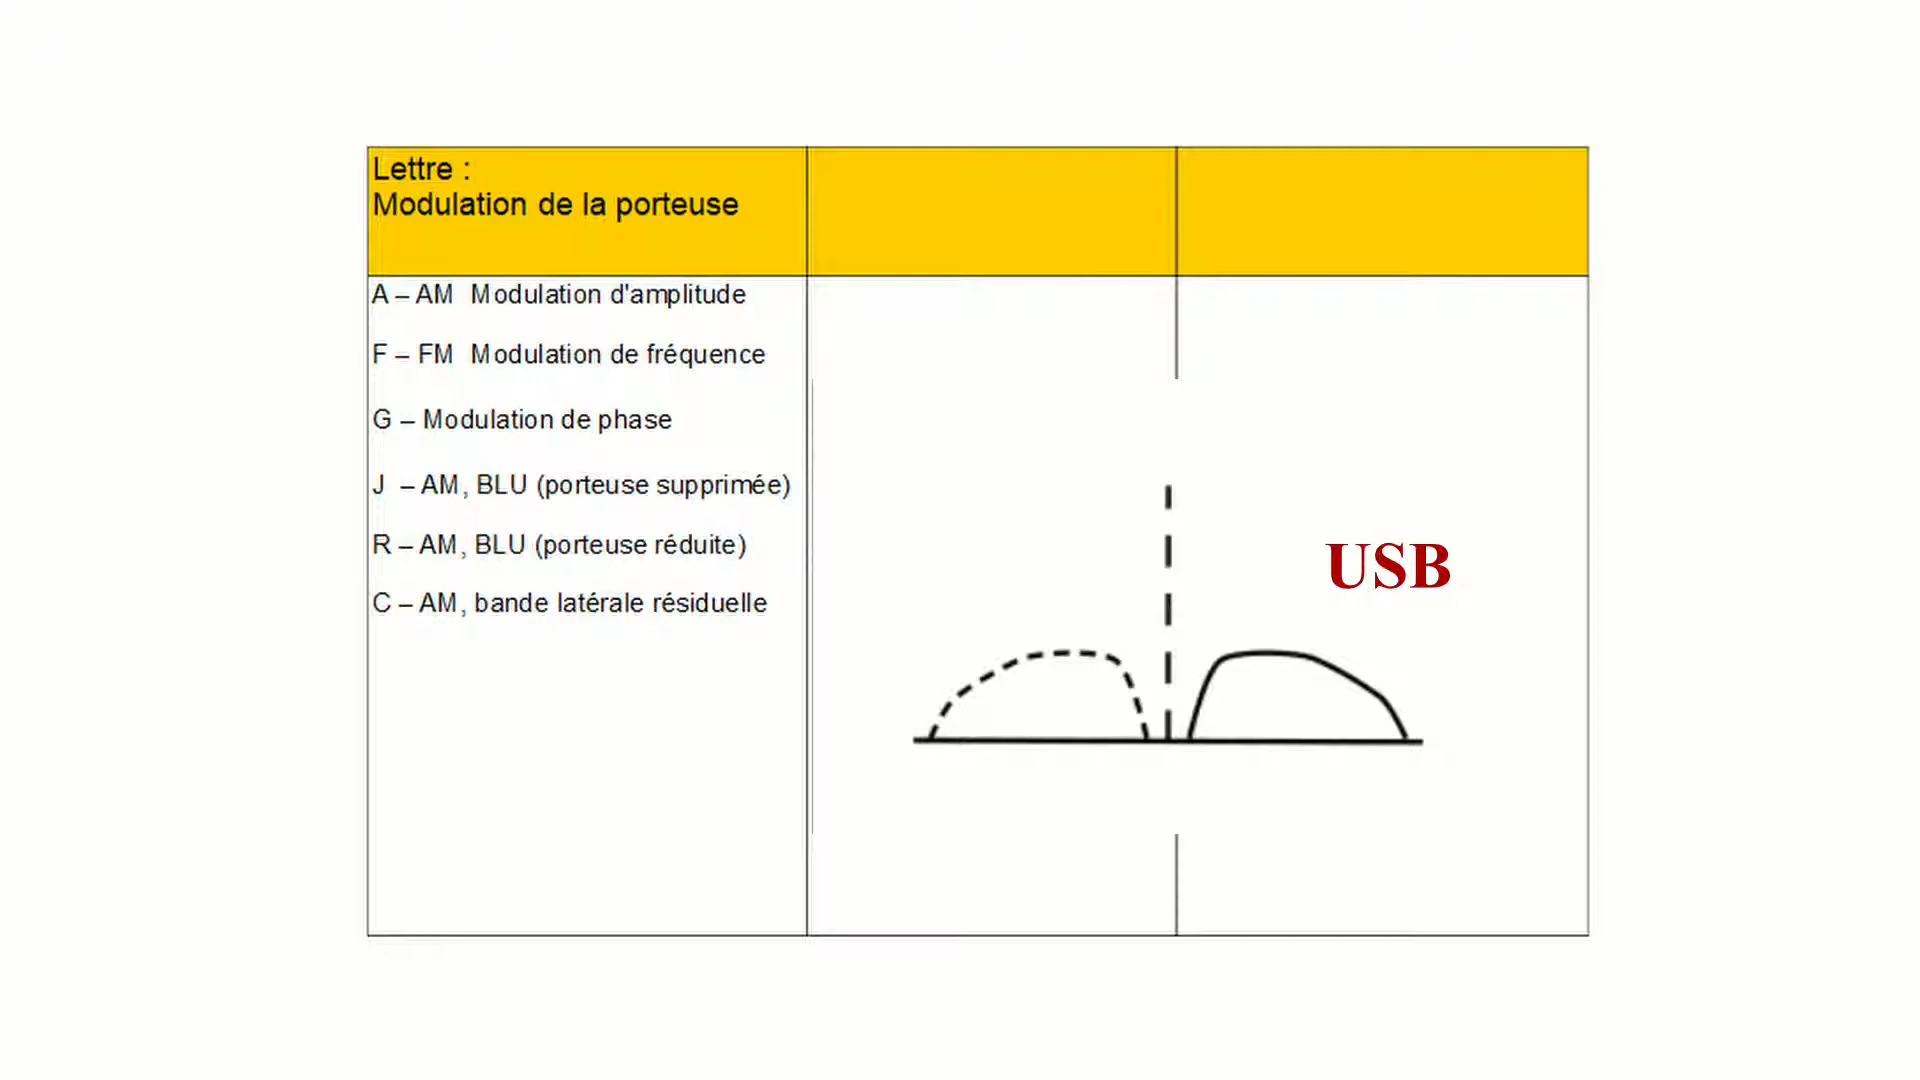 Lettre :
Modulation de la porteuse
A – AM Modulation d'amplitude
F – FM Modulation de fréquence
G – Modulation de phase
J – AM, BLU (porteuse supprimée)
R – AM, BLU (porteuse réduite)
C – AM, bande latérale résiduelle
USB